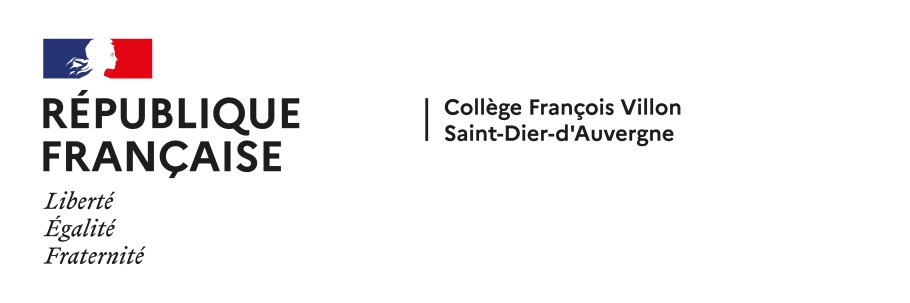 RÉPUBLIQUE
FRANÇAISE
Liberté
Égalité
Fraternité
Collège François Villon
Saint-Dier-d'Auvergne